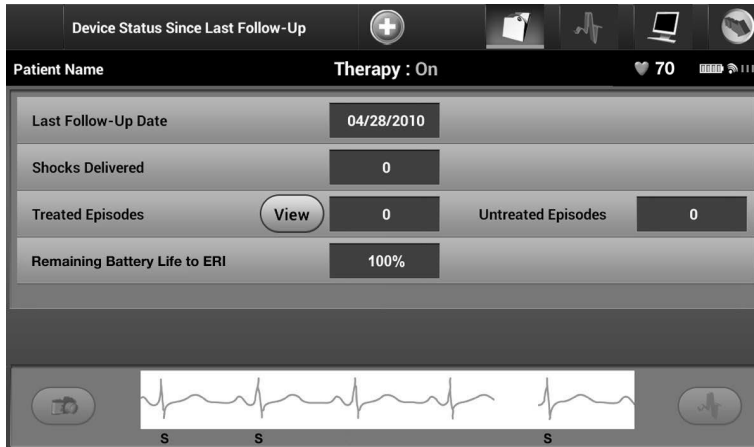 Device Status Since Last Follow-Up
Patient Name Therapy : On 70
Last Follow-Up Date 04/28/2010
Shocks Delivered 0
Treated Episodes View 0 Untreated Episodes 0
Remaining Battery Life to ERI 100%
S S S